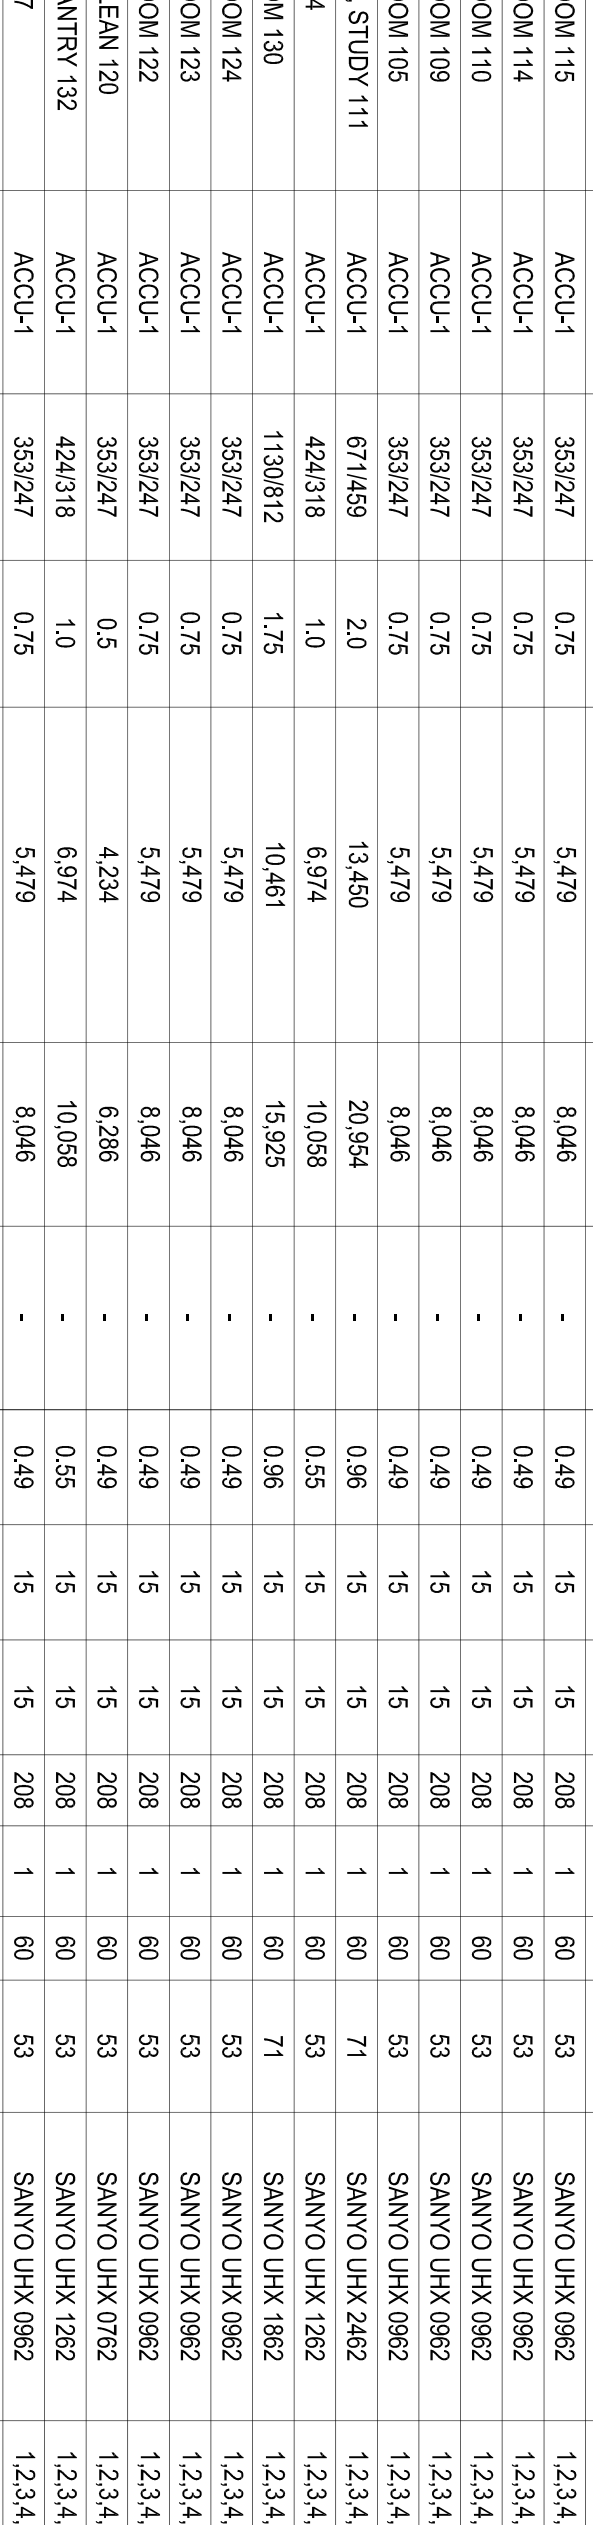 OOM 115 ACCU-1 353/247 0.75 5,479 8,046 - 0.49 15 15 208 1 60 53 SANYO UHX 0962 1,2,3,4,
OOM 114 ACCU-1 353/247 0.75 5,479 8,046 - 0.49 15 15 208 1 60 53 SANYO UHX 0962 1,2,3,4,
OOM 110 ACCU-1 353/247 0.75 5,479 8,046 - 0.49 15 15 208 1 60 53 SANYO UHX 0962 1,2,3,4,
OOM 109 ACCU-1 353/247 0.75 5,479 8,046 - 0.49 15 15 208 1 60 53 SANYO UHX 0962 1,2,3,4,
OOM 105 ACCU-1 353/247 0.75 5,479 8,046 - 0.49 15 15 208 1 60 53 SANYO UHX 0962 1,2,3,4,
, STUDY 111 ACCU-1 671/459 2.0 13,450 20,954 - 0.96 15 15 208 1 60 71 SANYO UHX 2462 1,2,3,4,
4 ACCU-1 424/318 1.0 6,974 10,058 - 0.55 15 15 208 1 60 53 SANYO UHX 1262 1,2,3,4,
M 130 ACCU-1 1130/812 1.75 10,461 15,925 - 0.96 15 15 208 1 60 71 SANYO UHX 1862 1,2,3,4,
OOM 124 ACCU-1 353/247 0.75 5,479 8,046 - 0.49 15 15 208 1 60 53 SANYO UHX 0962 1,2,3,4,
OOM 123 ACCU-1 353/247 0.75 5,479 8,046 - 0.49 15 15 208 1 60 53 SANYO UHX 0962 1,2,3,4,
OOM 122 ACCU-1 353/247 0.75 5,479 8,046 - 0.49 15 15 208 1 60 53 SANYO UHX 0962 1,2,3,4,
LEAN 120 ACCU-1 353/247 0.5 4,234 6,286 - 0.49 15 15 208 1 60 53 SANYO UHX 0762 1,2,3,4,
ANTRY 132 ACCU-1 424/318 1.0 6,974 10,058 - 0.55 15 15 208 1 60 53 SANYO UHX 1262 1,2,3,4,
7 ACCU-1 353/247 0.75 5,479 8,046 - 0.49 15 15 208 1 60 53 SANYO UHX 0962 1,2,3,4,